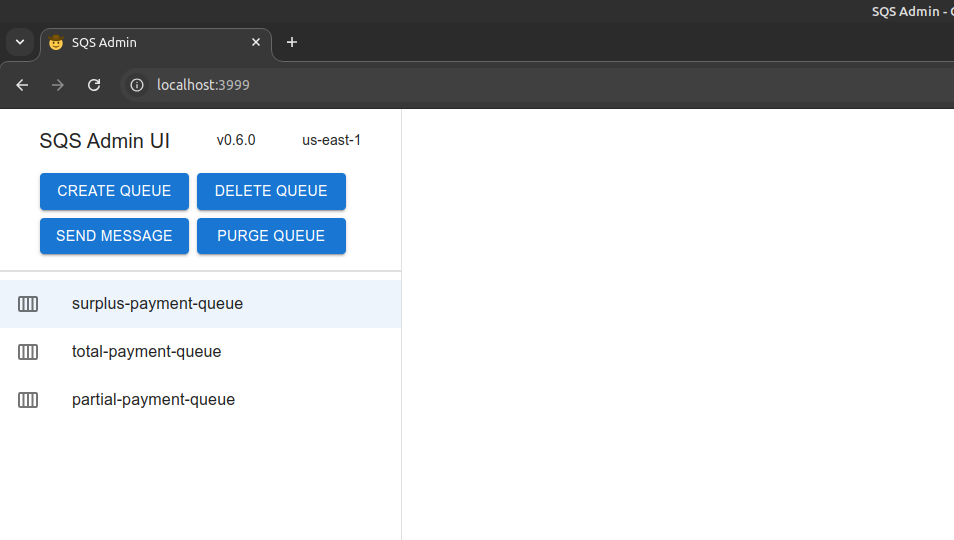 SQS Admin -
SQS Admin
localhost:3999
SQS Admin UI v0.6.0 us-east-1
CREATE QUEUE DELETE QUEUE
SEND MESSAGE PURGE QUEUE
surplus-payment-queue
total-payment-queue
partial-payment-queue